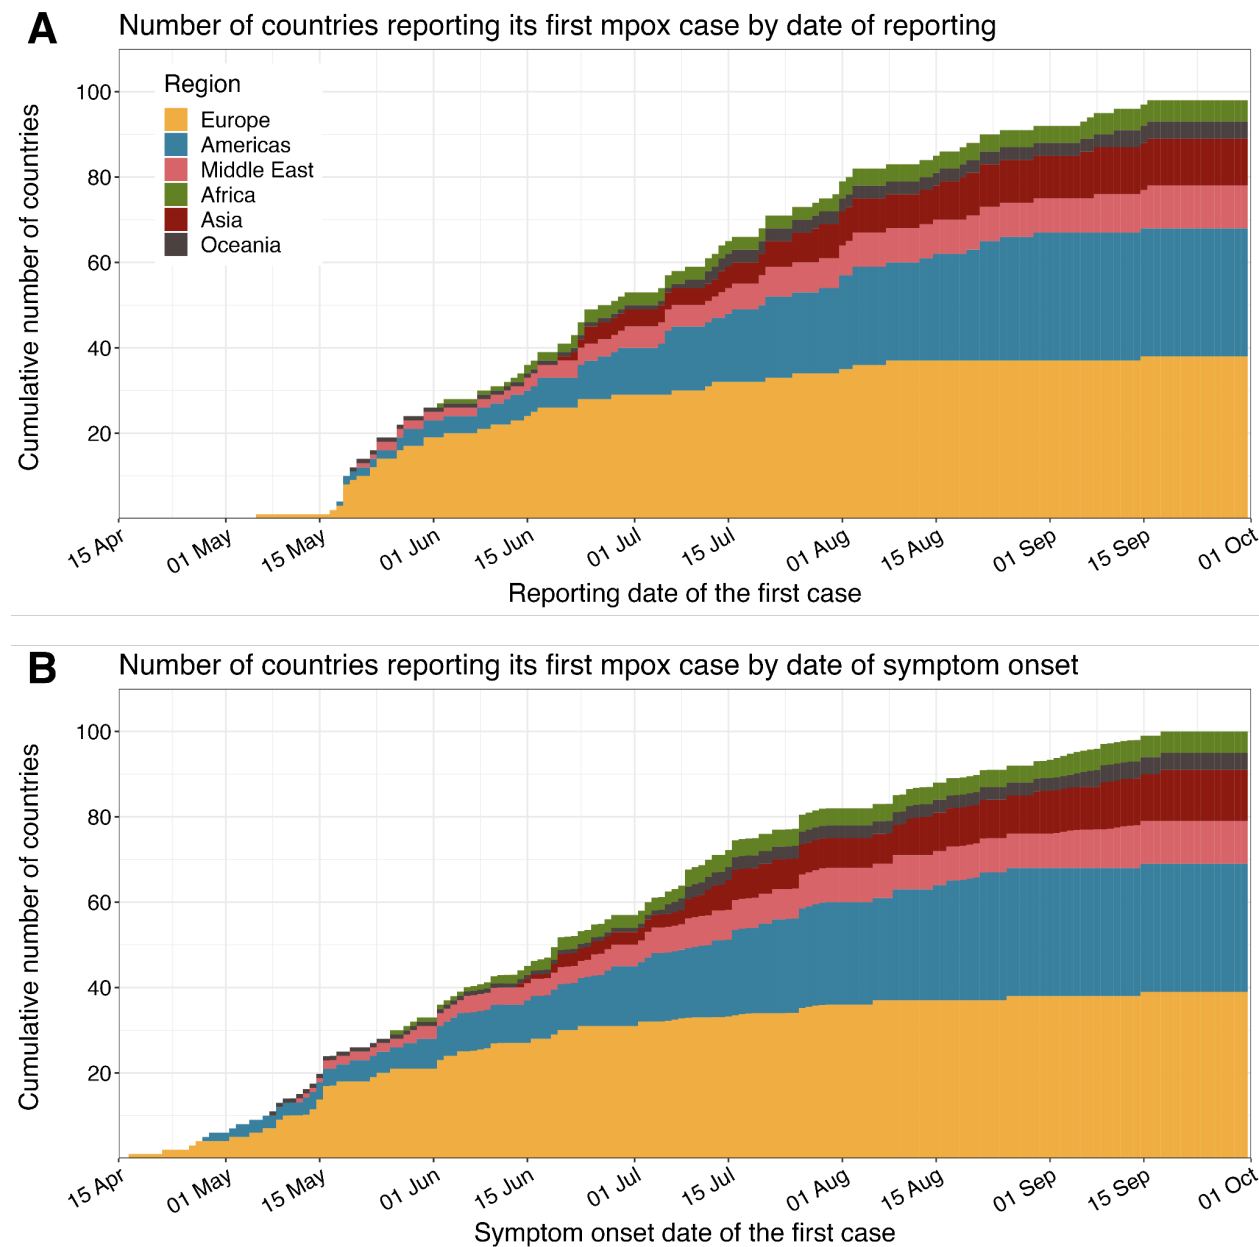 A
Number of countries reporting its first mpox case by date of reporting
Cumulative number of countries
100
80
60
40
20
Region
Europe
Americas
Middle East
Africa
Asia
Oceania
15 Apr
01 May
15 May
01 Jun
15 Jun
01 Jul
15 Jul
01 Aug
15 Aug
01 Sep
15 Sep
01 Oct
Reporting date of the first case
B
Number of countries reporting its first mpox case by date of symptom onset
Cumulative number of countries
100
80
60
40
20
15 Apr
01 May
15 May
01 Jun
15 Jun
01 Jul
15 Jul
01 Aug
15 Aug
01 Sep
15 Sep
01 Oct
Symptom onset date of the first case